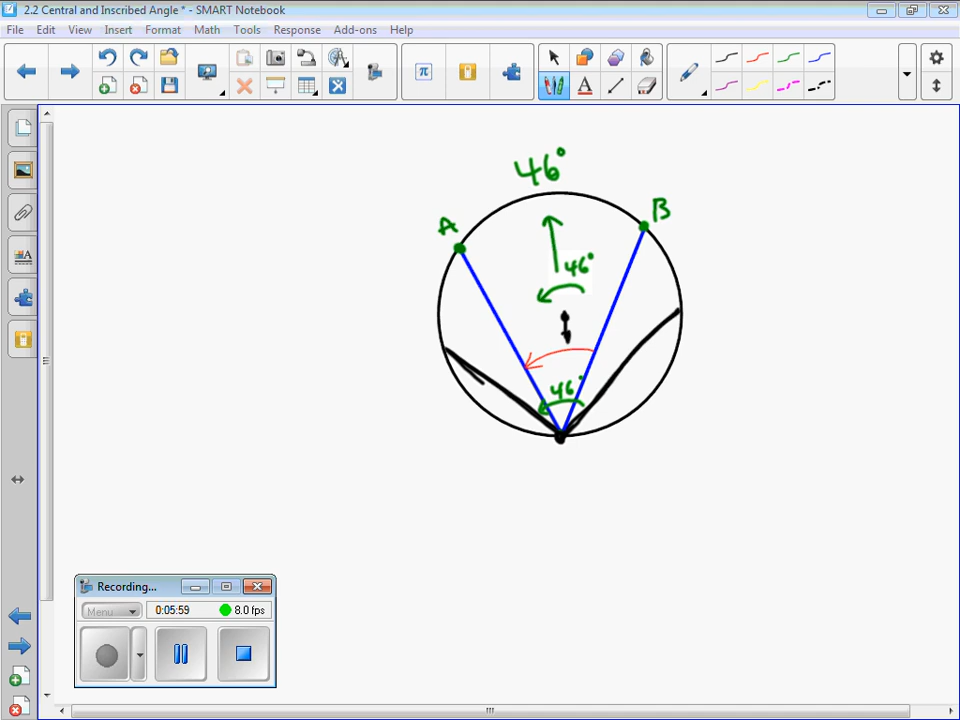 2.2 Central and Inscribed Angle * - SMART Notebook
File Edit View Insert Format Math Tools Response Add-ons Help
46°
A
B
46°
46°
Recording...
Menu
0:05:59
8.0 fps